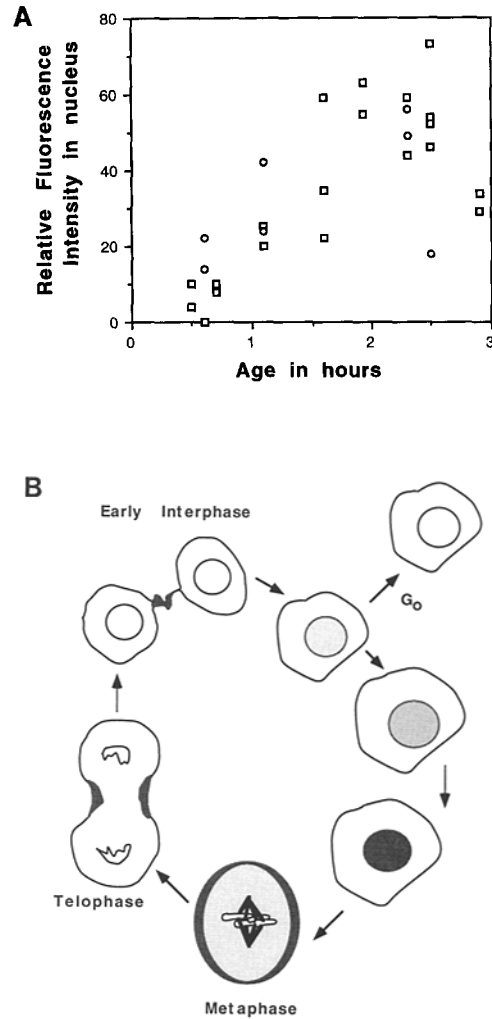 A
Relative Fluorescence
Intensity in nucleus
80
60
40
20
0
0
1
2
3
Age in hours
B
Early Interphase
G0
Telophase
Metaphase